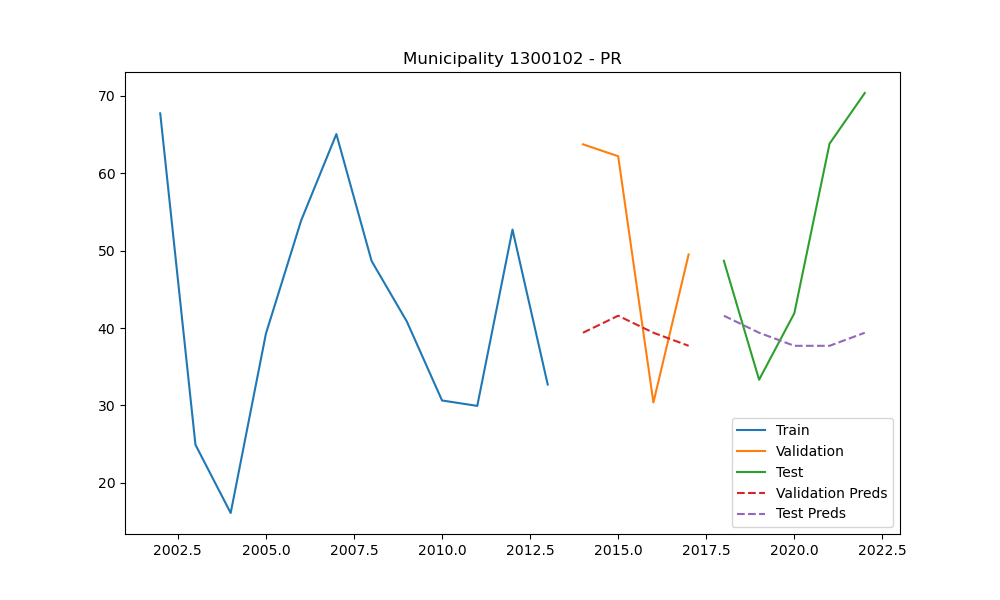 Municipality 1300102 - PR
70
60
50
40
30
20
2002.5 2005.0 2007.5 2010.0 2012.5 2015.0 2017.5 2020.0 2022.5
Train
Validation
Test
Validation Preds
Test Preds